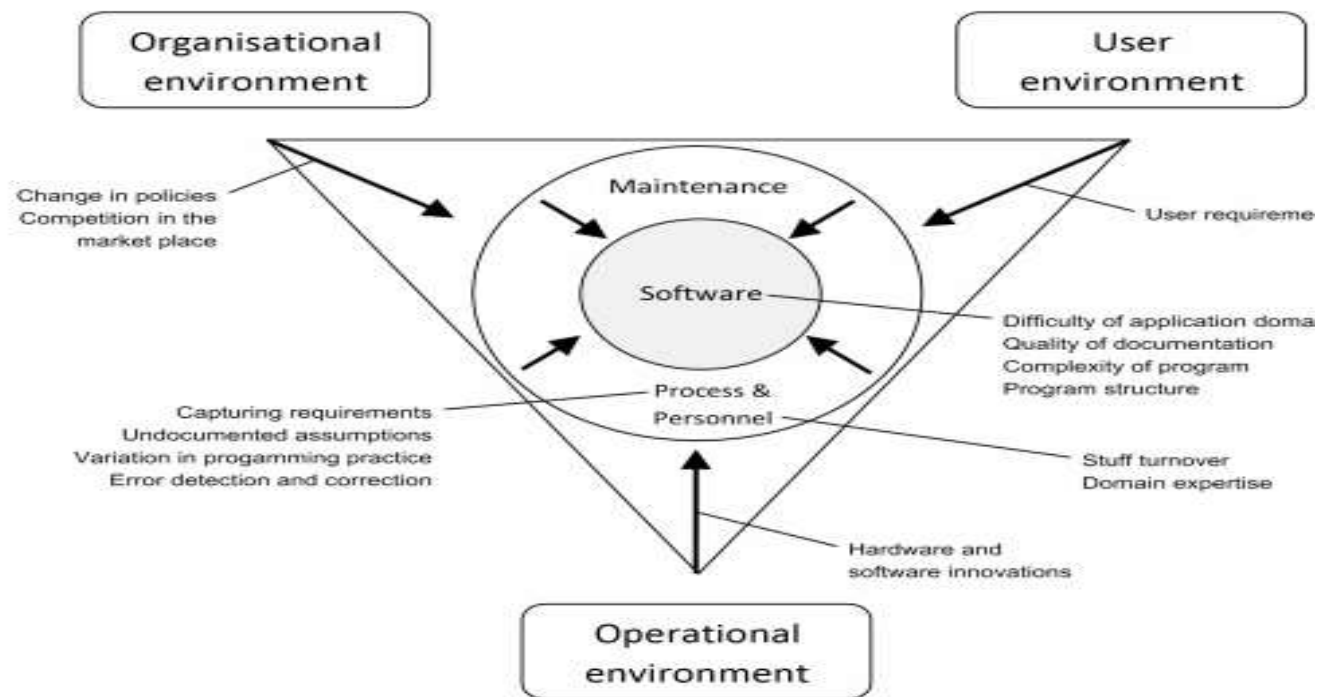 Organisational
environment
User
environment
Change in policies
Competition in the
market place
Maintenance
User requireme
Software
Difficulty of application doma
Quality of documentation
Complexity of program
Program structure
Process &
Personnel
Capturing requirements
Undocumented assumptions
Variation in progamming practice
Error detection and correction
Stuff turnover
Domain expertise
Hardware and
software innovations
Operational
environment